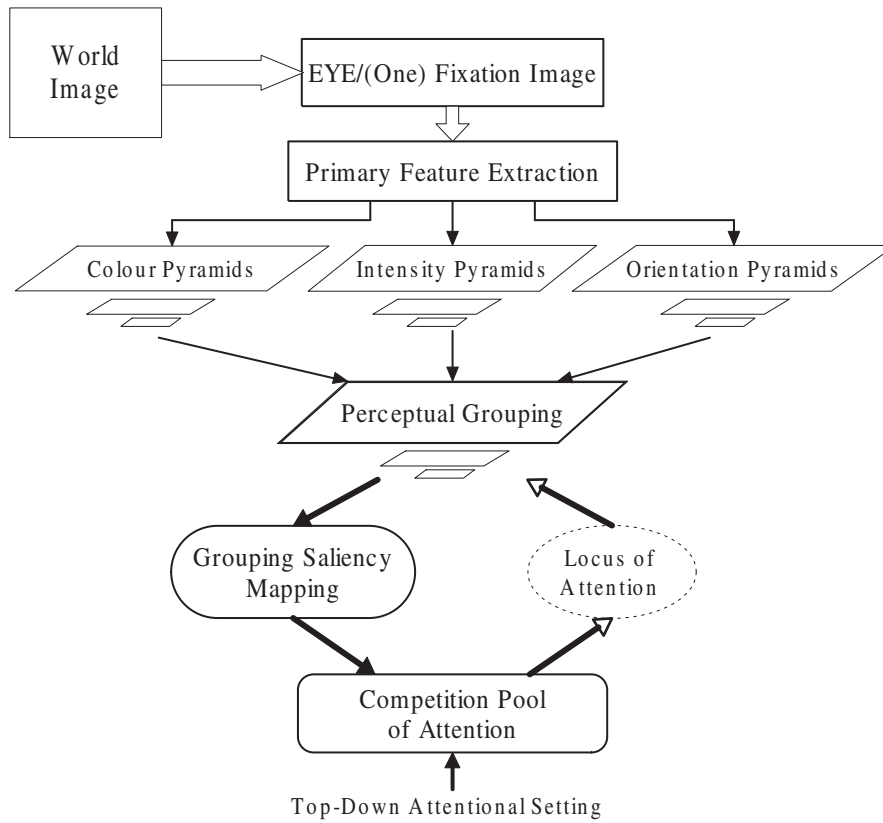 World
Image
EYE/(One) Fixation Image
Primary Feature Extraction
Colour Pyramids
Intensity Pyramids
Orientation Pyramids
Perceptual Grouping
Grouping Saliency
Mapping
Locus of
Attention
Competition Pool
of Attention
Top-Down Attentional Setting